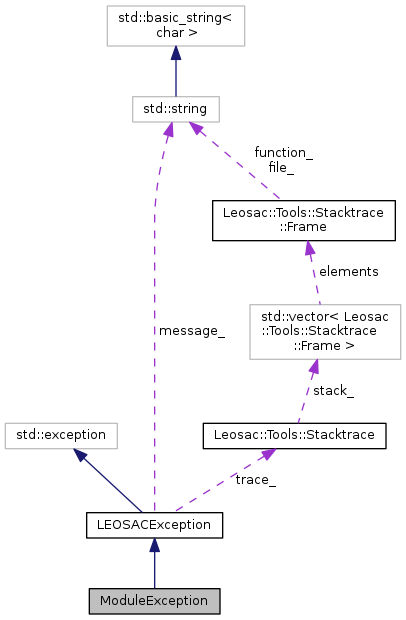 std::basic_string<
char >
std::string
function_
file_
Leosac::Tools::Stacktrace
::Frame
elements
message_
std::vector< Leosac
::Tools::Stacktrace
::Frame >
stack_
std::exception
Leosac::Tools::Stacktrace
trace_
LEOSACException
ModuleException